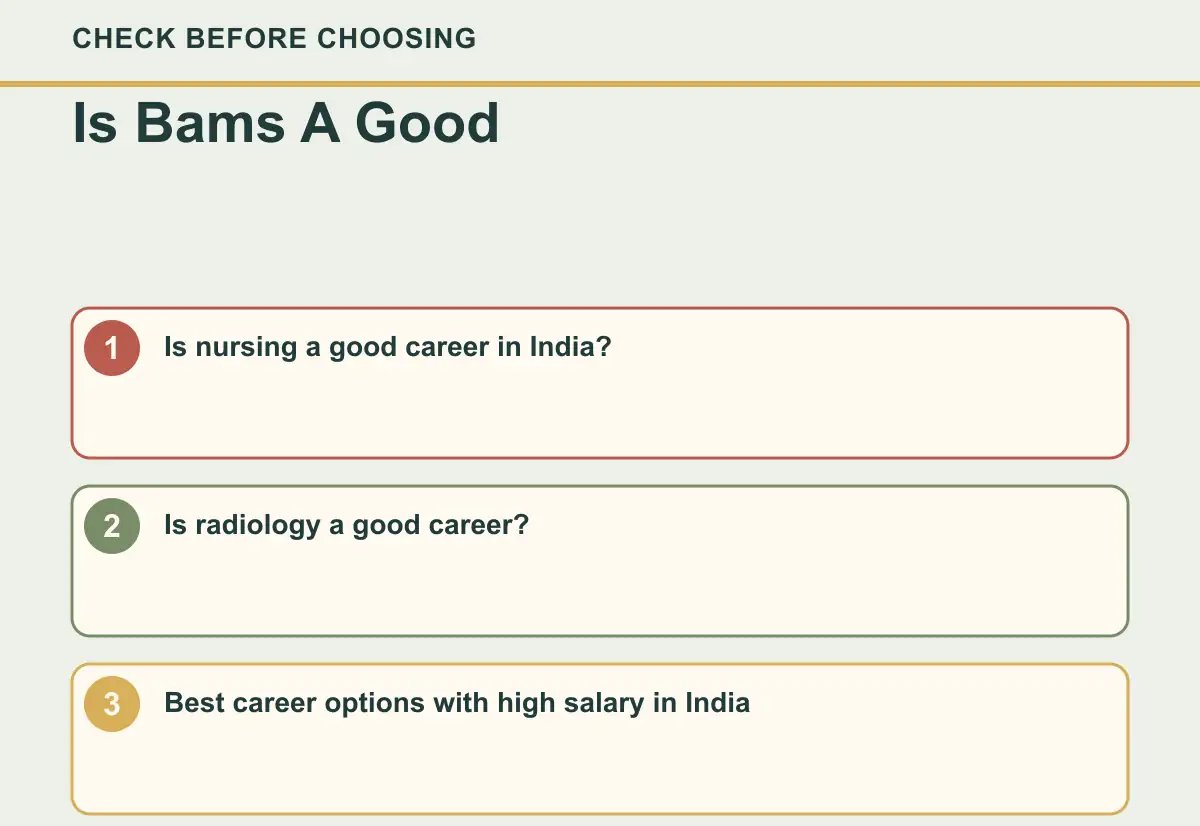 CHECK BEFORE CHOOSING
Is Bams A Good
1
Is nursing a good career in India?
2
Is radiology a good career?
3
Best career options with high salary in India